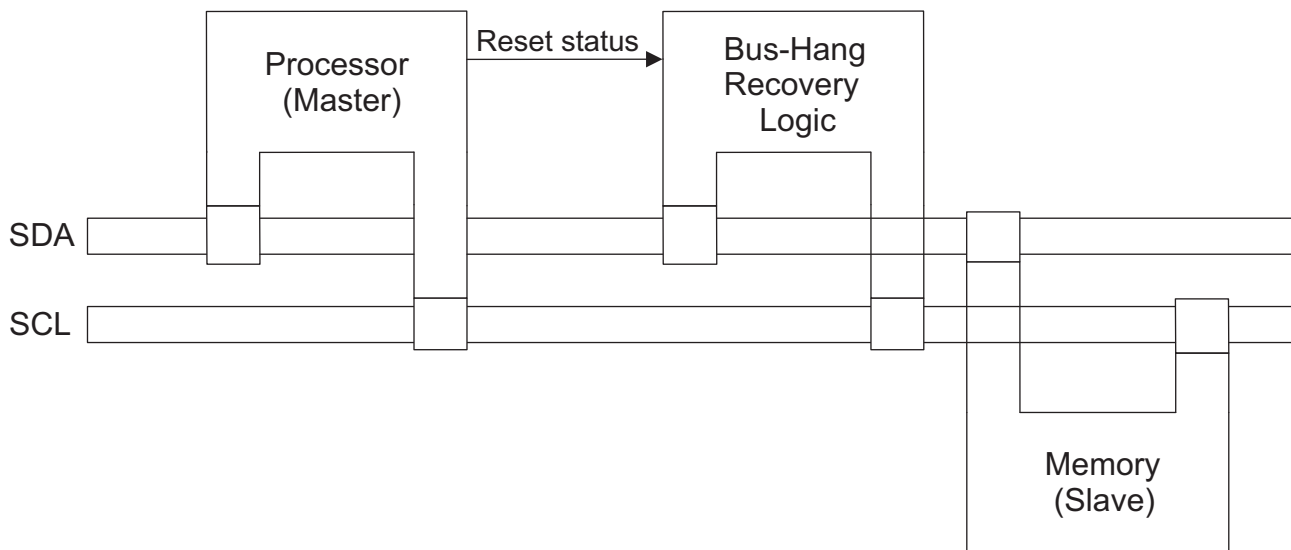 Processor
(Master)
Reset status
Bus-Hang
Recovery
Logic
SDA
SCL
Memory
(Slave)